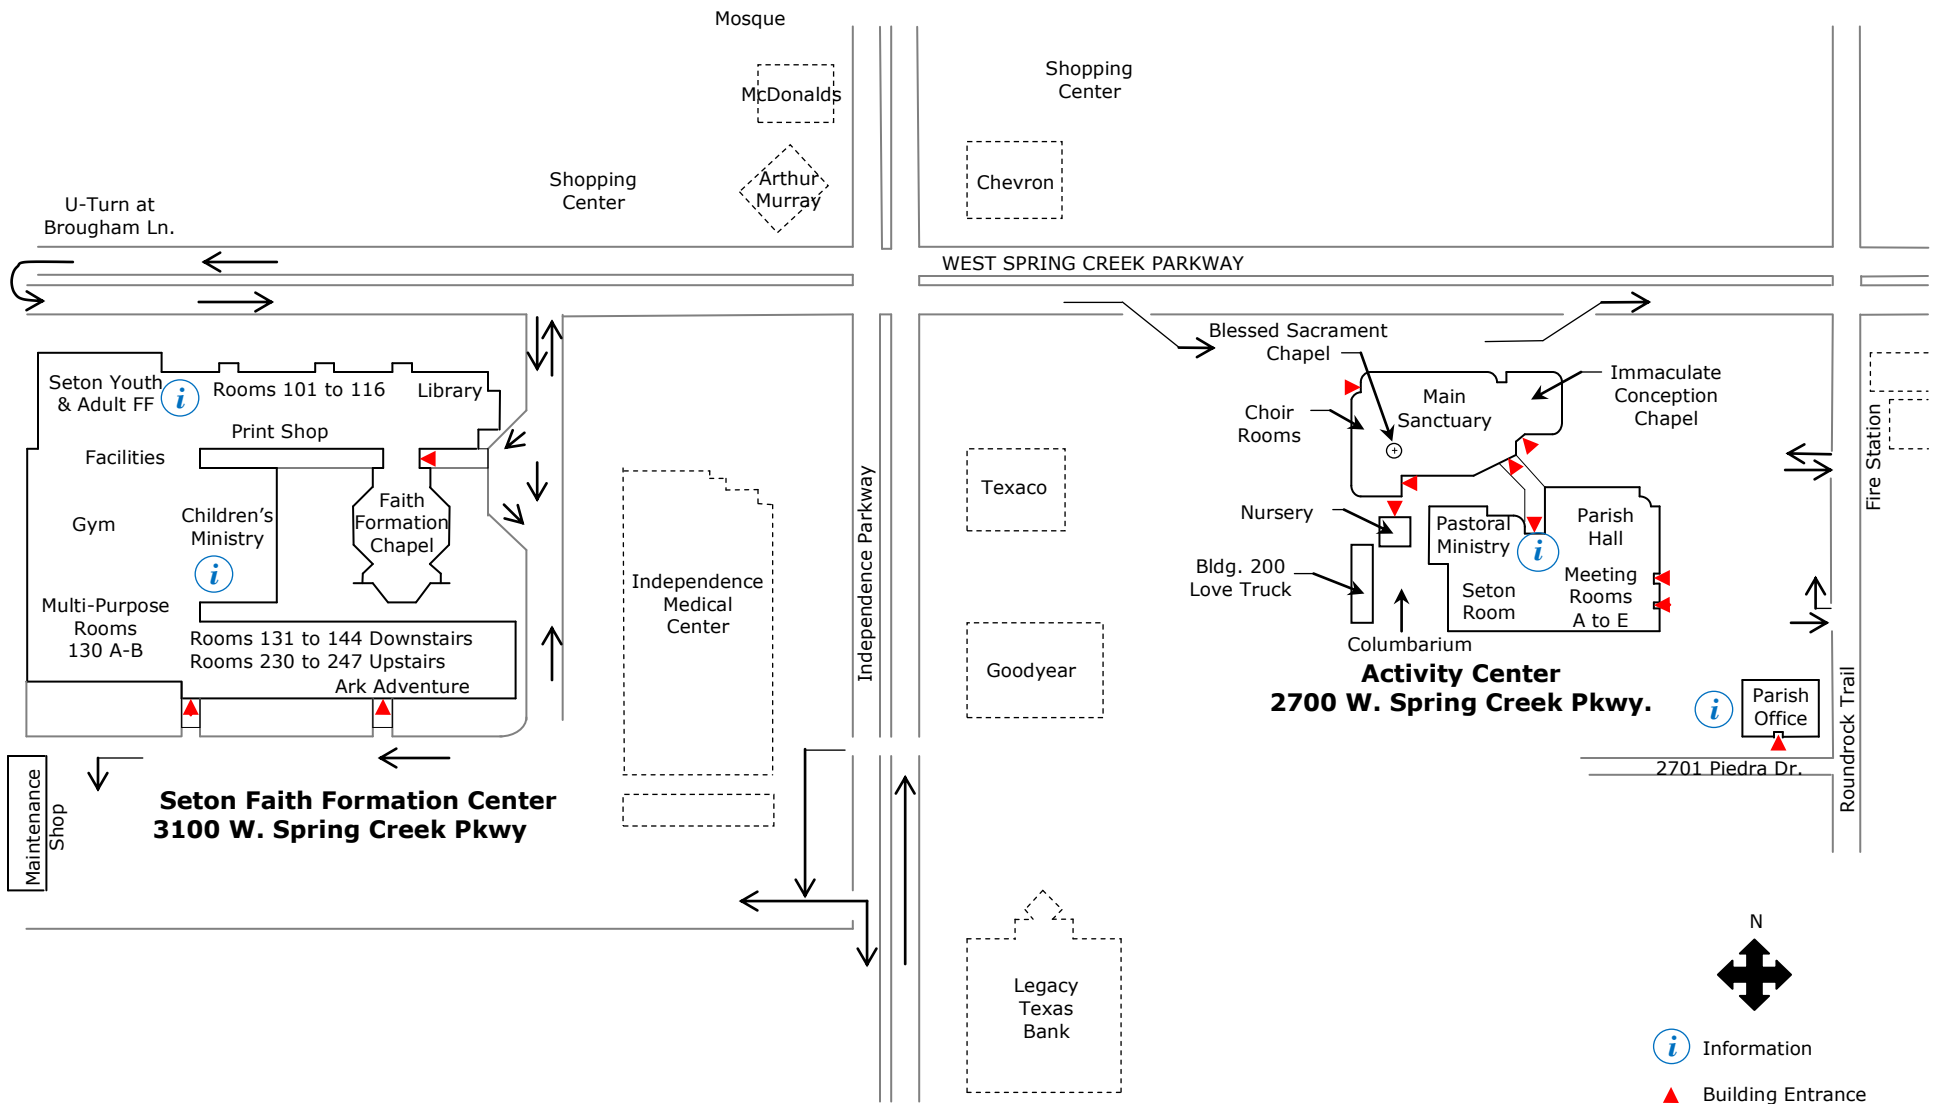 Mosque
McDonalds
Arthur
Murray
Shopping
Center
Shopping
Center
Chevron
U-Turn at
Brougham Ln.
WEST SPRING CREEK PARKWAY
Seton Youth
& Adult FF
i
Rooms 101 to 116
Library
Print Shop
Facilities
Gym
Children's
Ministry
i
Faith
Formation
Chapel
Multi-Purpose
Rooms
130 A-B
Rooms 131 to 144 Downstairs
Rooms 230 to 247 Upstairs
Ark Adventure
Maintenance
Shop
Seton Faith Formation Center
3100 W. Spring Creek Pkwy
Independence
Medical
Center
Independence Parkway
Texaco
Goodyear
Legacy
Texas
Bank
Blessed Sacrament
Chapel
Main
Sanctuary
Immaculate
Conception
Chapel
Choir
Rooms
Nursery
Bldg. 200
Love Truck
Columbarium
Pastoral
Ministry
i
Parish
Hall
Seton
Room
Meeting
Rooms
A to E
Activity Center
2700 W. Spring Creek Pkwy.
i
Parish
Office
2701 Piedra Dr.
Roundrock Trail
Fire Station
N
i Information
Building Entrance